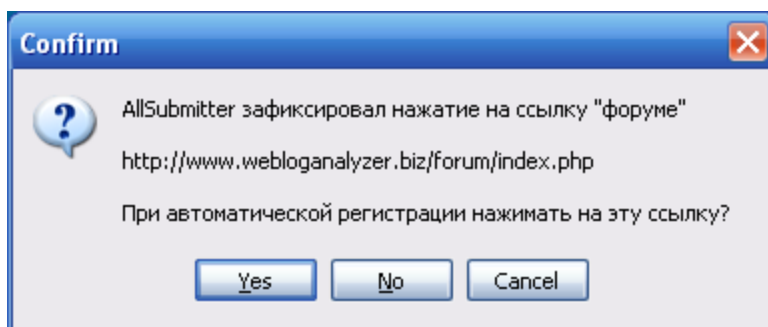 Confirm
AllSubmitter зафиксировал нажатие на ссылку "форуме"
http://www.webloganalyzer.biz/forum/index.php
При автоматической регистрации нажимать на эту ссылку?
Yes No Cancel